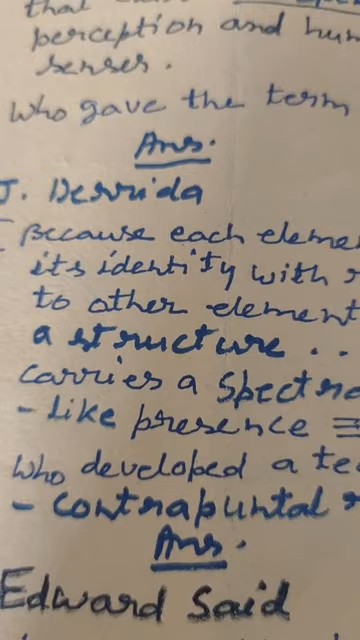 that
perception and hum
senses.
Who gave the term
Ans.
J. Derrida
Because each eleme
its identity with r
to other element
a structure ..
carries a Spectra
- like presence
Who developed a te
- contrapuntal r
Ans.
Edward Said